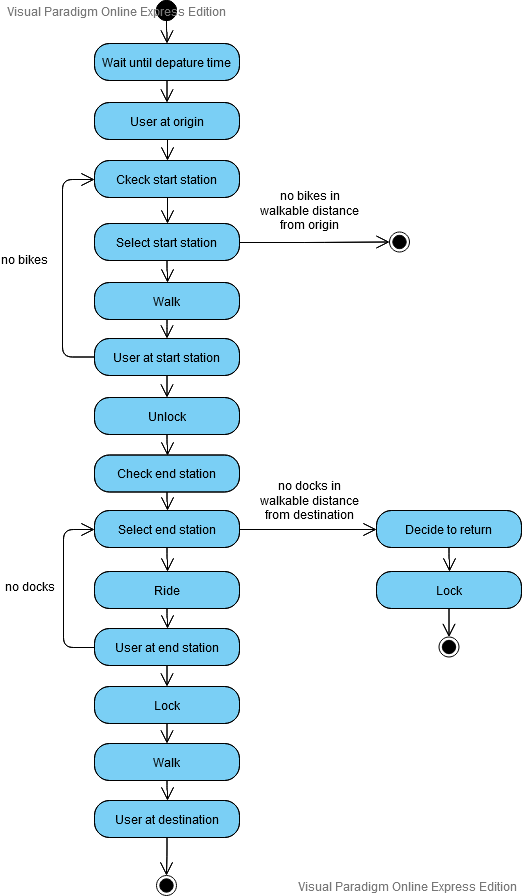 Visual Paradigm Online Express Edition
Wait until depature time
User at origin
Ckeck start station
no bikes in
walkable distance
from origin
Select start station
no bikes
Walk
User at start station
Unlock
Check end station
no docks in
walkable distance
from destination
Select end station
Decide to return
no docks
Ride
Lock
User at end station
Lock
Walk
User at destination
Visual Paradigm Online Express Edition